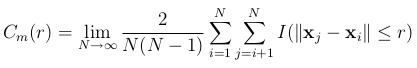 C_m(r) = \lim_{N \to \infty} \frac{2}{N(N-1)} \sum_{i=1}^{N} \sum_{j=i+1}^{N} I(\|\mathbf{x}_j - \mathbf{x}_i\| \leq r)